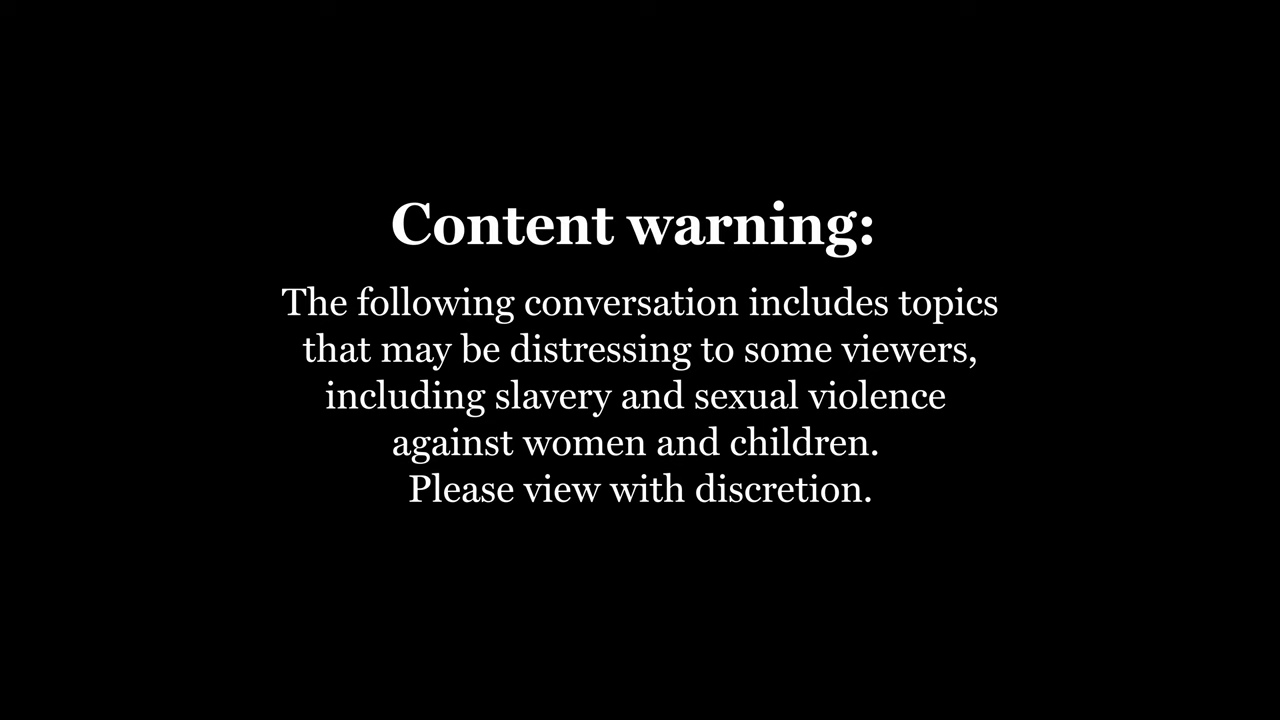 Content warning:
The following conversation includes topics
that may be distressing to some viewers,
including slavery and sexual violence
against women and children.
Please view with discretion.